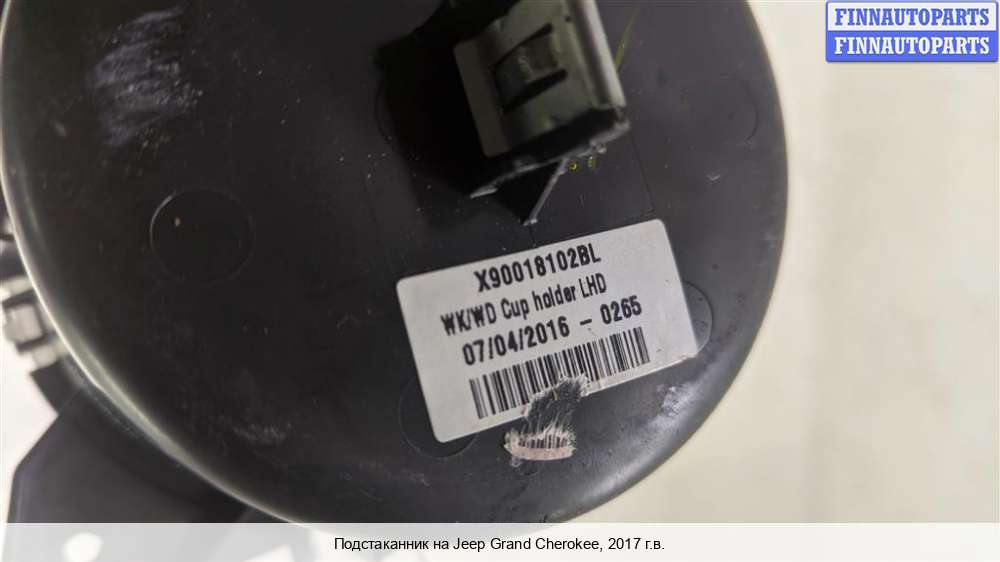 FINNAUTOPARTS
FINNAUTOPARTS
X90018102BL
WK/WD Cup holder LHD
07/04/2016 - 0265
Подстаканник на Jeep Grand Cherokee, 2017 г.в.